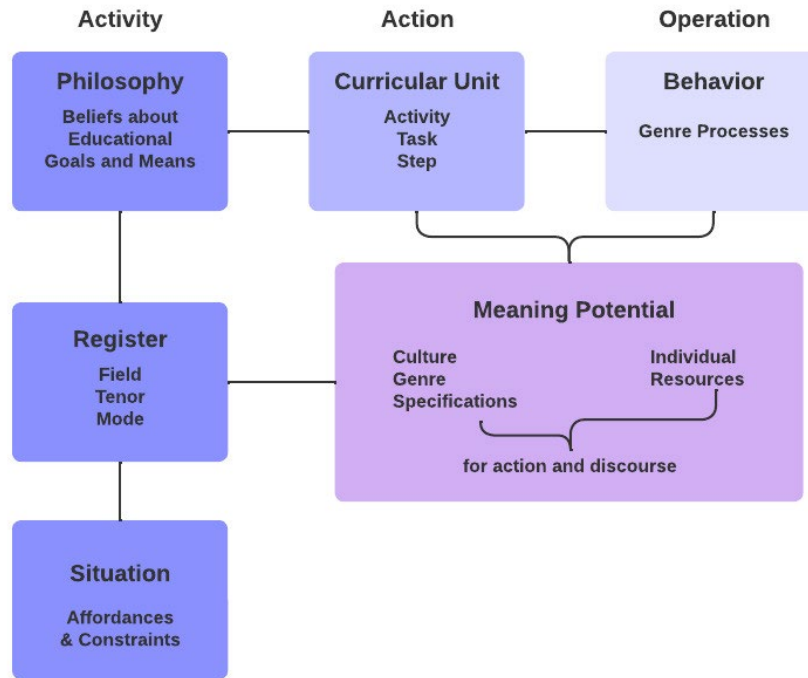 Activity
Action
Operation
Philosophy
Beliefs about
Educational
Goals and Means
Curricular Unit
Activity
Task
Step
Behavior
Genre Processes
Register
Field
Tenor
Mode
Meaning Potential
Culture
Genre
Specifications
Individual
Resources
for action and discourse
Situation
Affordances
& Constraints